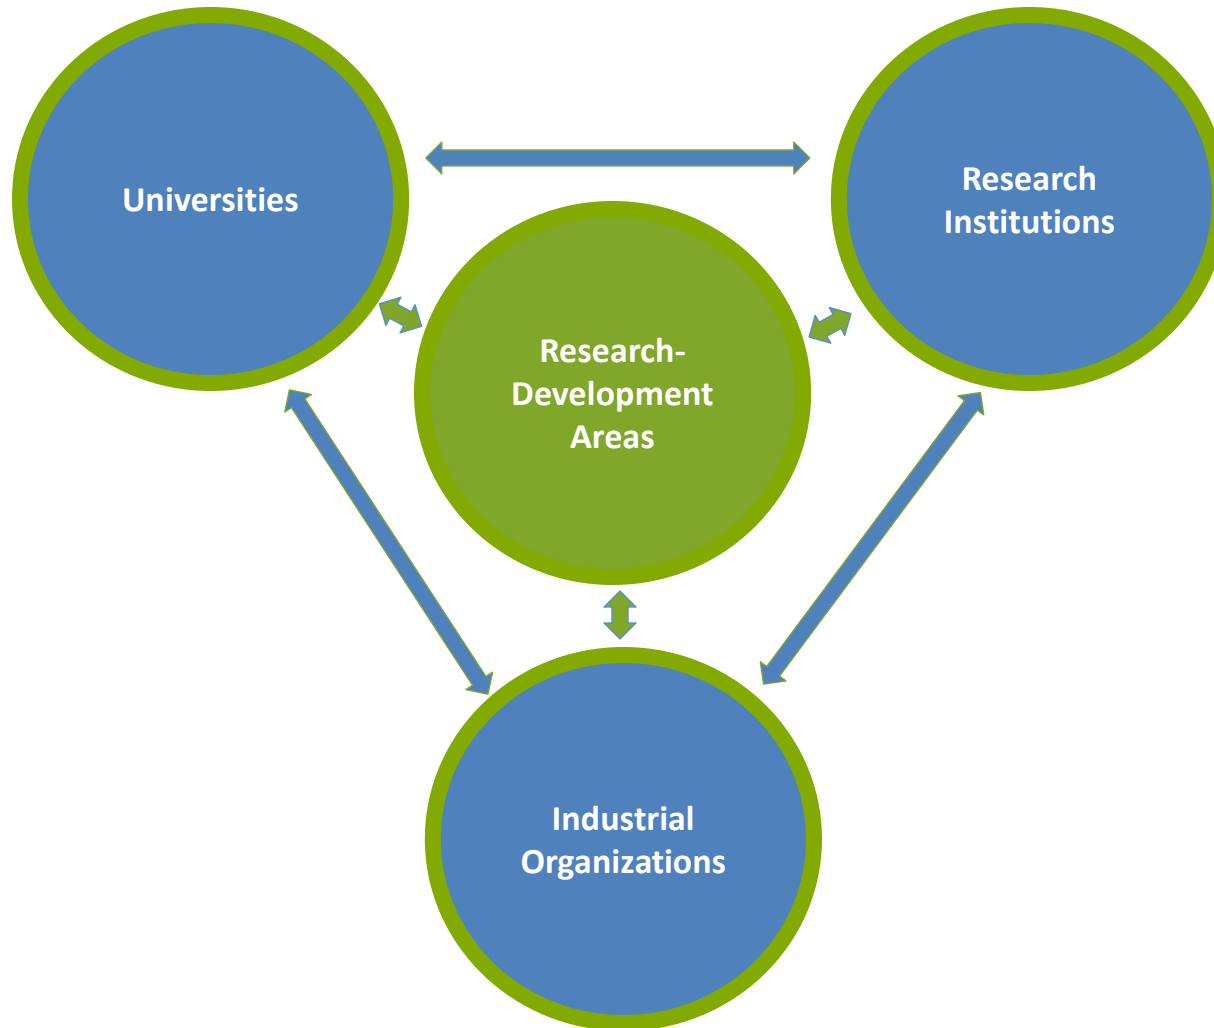 Universities
Research
Institutions
Research-
Development
Areas
Industrial
Organizations